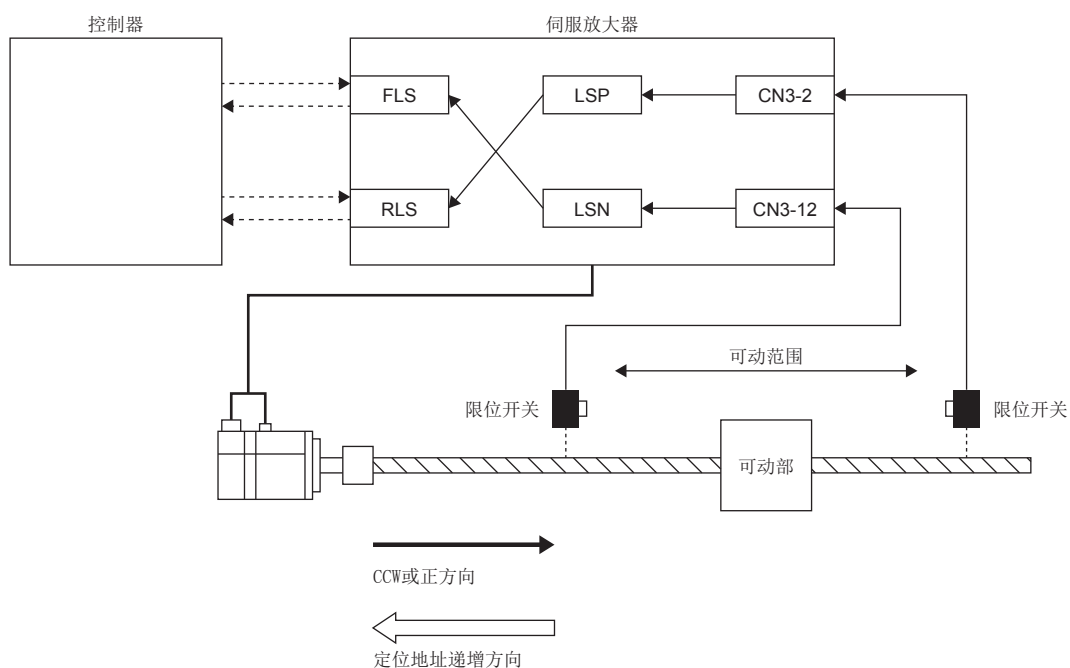 控制器
伺服放大器
FLS
LSP
CN3-2
RLS
LSN
CN3-12
可动范围
限位开关
限位开关
可动部
CCW或正方向
定位地址递增方向